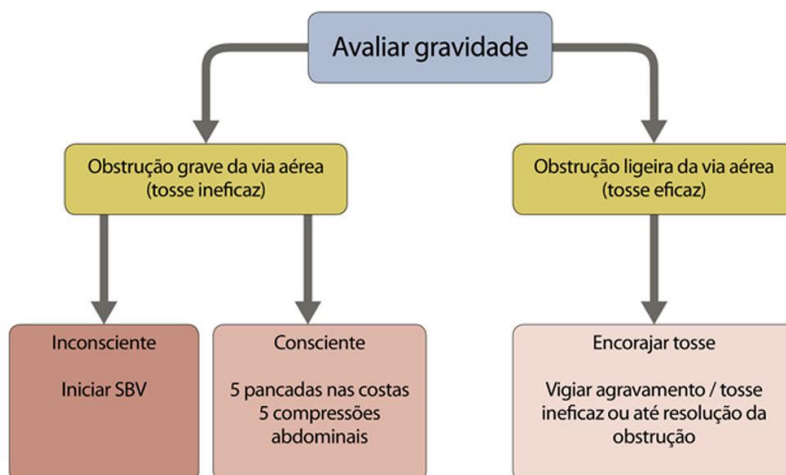 Avaliar gravidade
Obstrução grave da via aérea
(tosse ineficaz)
Obstrução ligeira da via aérea
(tosse eficaz)
Inconsciente
Iniciar SBV
Consciente
5 pancadas nas costas
5 compressões
abdominais
Encorajar tosse
Vigiar agravamento / tosse
ineficaz ou até resolução da
obstrução